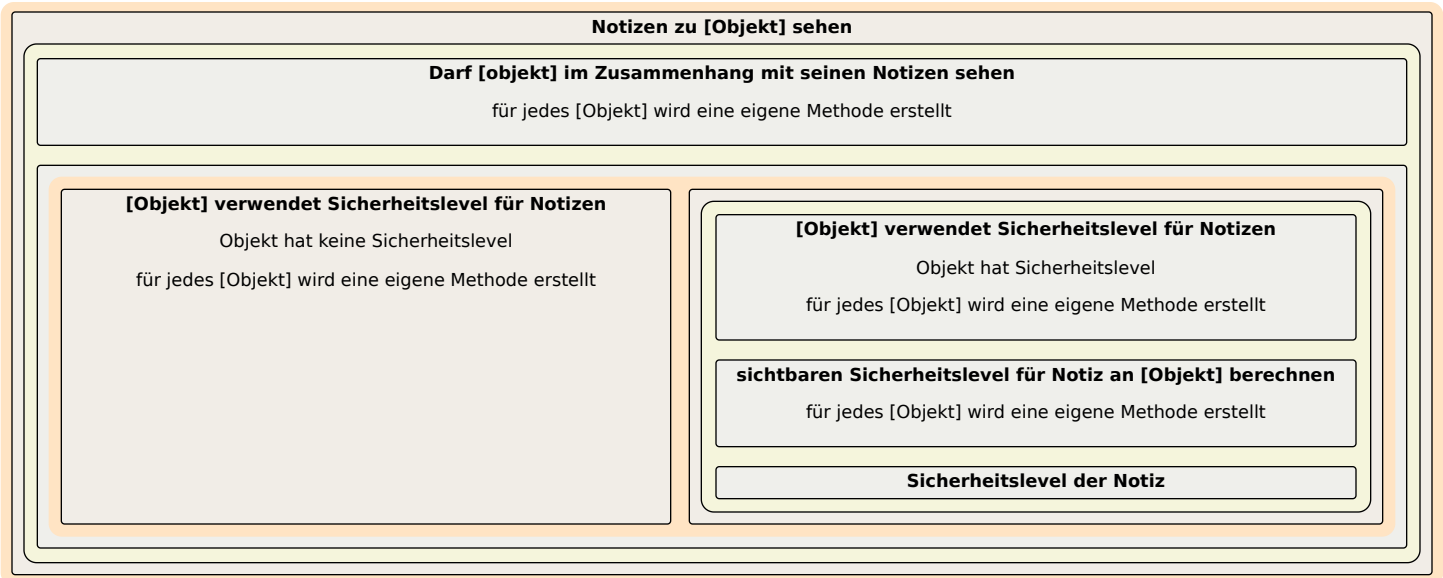 Notizen zu [Objekt] sehen
Darf [objekt] im Zusammenhang mit seinen Notizen sehen
für jedes [Objekt] wird eine eigene Methode erstellt
[Objekt] verwendet Sicherheitslevel für Notizen
Objekt hat keine Sicherheitslevel
für jedes [Objekt] wird eine eigene Methode erstellt
[Objekt] verwendet Sicherheitslevel für Notizen
Objekt hat Sicherheitslevel
für jedes [Objekt] wird eine eigene Methode erstellt
sichtbaren Sicherheitslevel für Notiz an [Objekt] berechnen
für jedes [Objekt] wird eine eigene Methode erstellt
Sicherheitslevel der Notiz